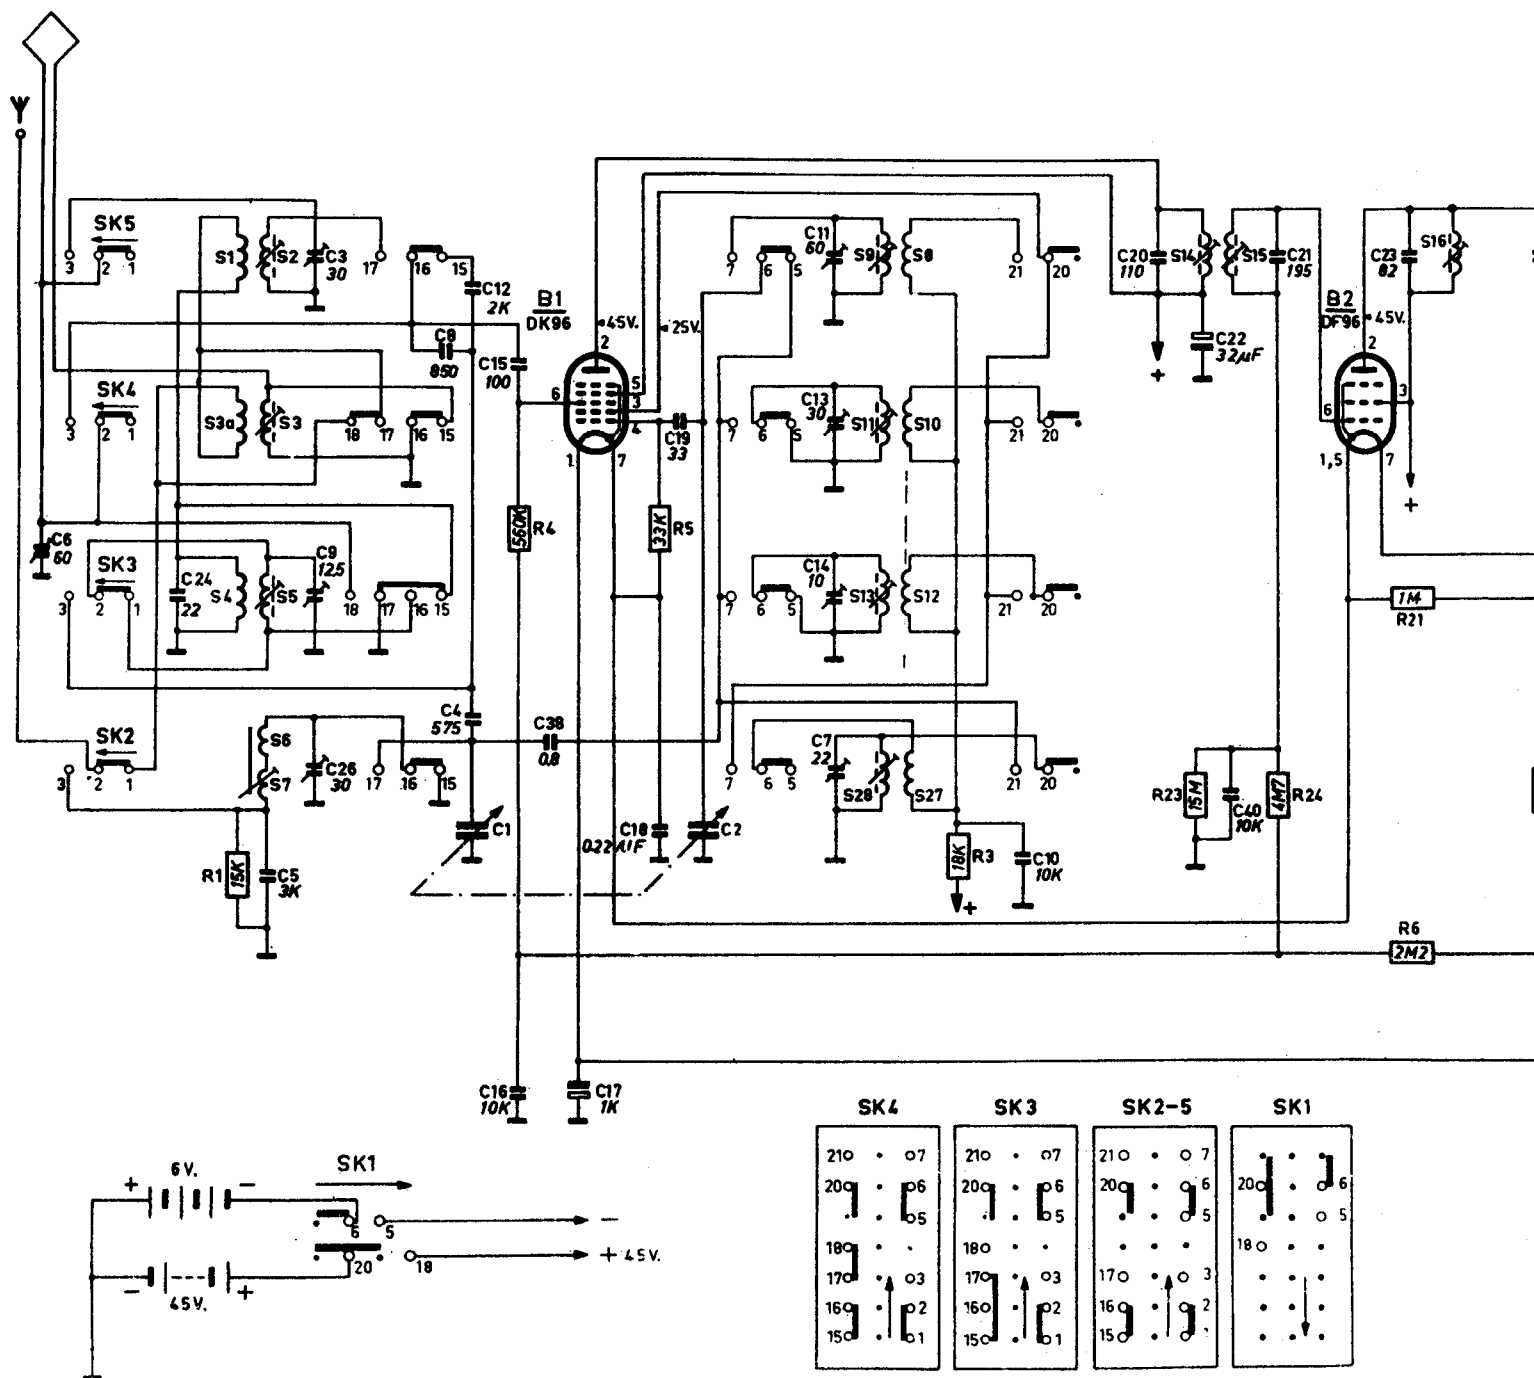 SK5
3 2 1
S1 S2 C3
30
17 16 15
C12
2K
C8
850
C15
100
B1
DK96
45V.
25V.
2
6
5
3
4
1 7
C19
33
7 6 5
C11
60
S9 S8
21 20
C20
110
S14 S15 C21
195
C22
32µF
B2
DF96
45V.
2
6
3
1,5 7
C23
82
S16
+
+
SK4
3 2 1
S3a S3
18 17 16 15
7 6 5
C13
30
S11 S10
21 20
R4
560K
R5
33K
C6
60
SK3
3 2 1
C24
22
S4 S5
C9
12.5
18 17 16 15
7 6 5
C14
10
S13 S12
21 20
1M
R21
SK2
3 2 1
S6
S7
C26
30
17 16 15
C4
575
C38
0.8
C1
C18
022µF
C2
7 6 5
C7
22
S28 S27
21 20
R3
18K
C10
10K
+
R23
15M
C40
10K
R24
4M7
R1
15K
C5
3K
R6
2M2
C16
10K
C17
1K
SK4 SK3 SK2-5 SK1
21 7 21 7 21 7
20 6 20 6 20 6 20 6
5 5 5 5
18 18 18
17 3 17 3 17 3
16 2 16 2 16 2
15 1 15 1 15
SK1
+ 6V. −
6 5 −
20 18 + 45V.
− 45V. +